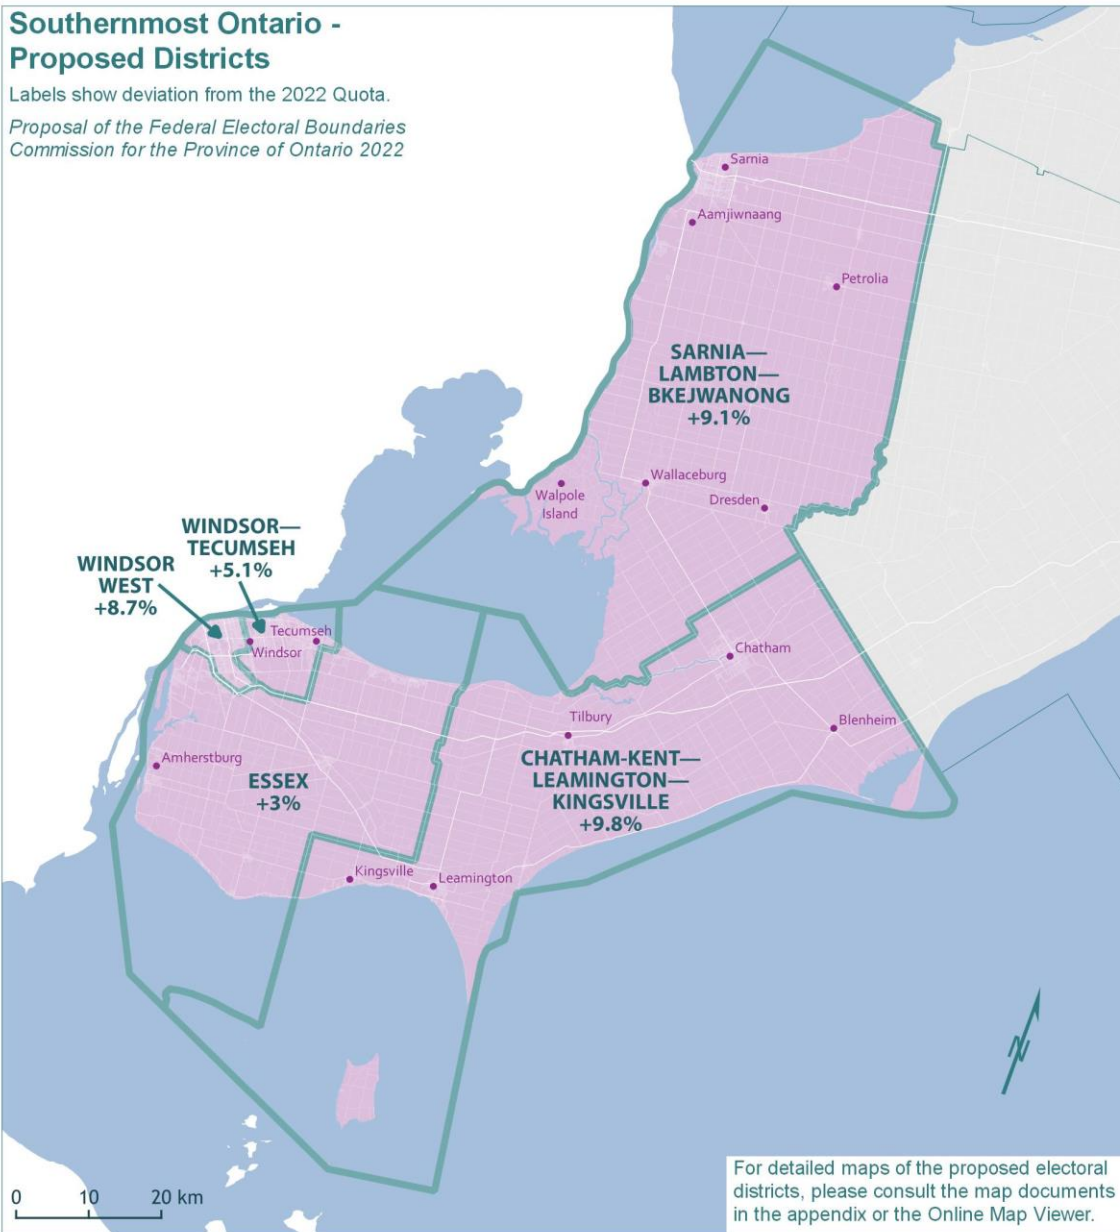 Southernmost Ontario -
Proposed Districts
Labels show deviation from the 2022 Quota.
Proposal of the Federal Electoral Boundaries
Commission for the Province of Ontario 2022
Sarnia
Aamjiwnaang
Petrolia
SARNIA—
LAMBTON—
BKEJWANONG
+9.1%
Wallaceburg
Walpole
Island
Dresden
WINDSOR—
TECUMSEH
+5.1%
WINDSOR
WEST
+8.7%
Tecumseh
Windsor
Chatham
Tilbury
Blenheim
Amherstburg
ESSEX
+3%
CHATHAM-KENT—
LEAMINGTON—
KINGSVILLE
+9.8%
Kingsville
Leamington
N
0 10 20 km
For detailed maps of the proposed electoral
districts, please consult the map documents
in the appendix or the Online Map Viewer.